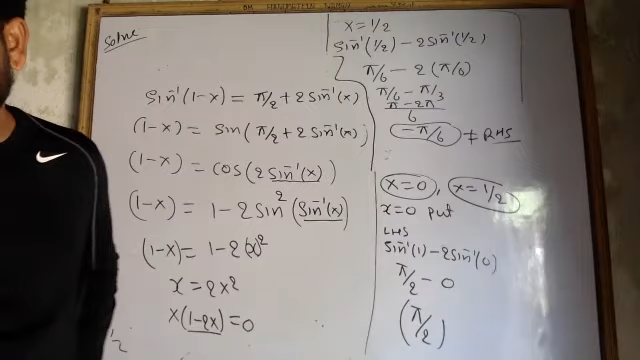 Solve
sin⁻¹(1-x) = π/2 + 2sin⁻¹(x)
(1-x) = sin(π/2 + 2sin⁻¹(x))
(1-x) = cos(2sin⁻¹(x))
(1-x) = 1-2sin²(sin⁻¹(x))
(1-x) = 1-2(x)²
x = 2x²
x(1-2x) = 0
x = 1/2
sin⁻¹(1/2) - 2sin⁻¹(1/2)
π/6 - 2(π/6)
π/6 - π/3
π-2π
6
-π/6 ≠ RHS
x=0, x=1/2
x=0 put
LHS
sin⁻¹(1) - 2sin⁻¹(0)
π/2 - 0
(π/2)